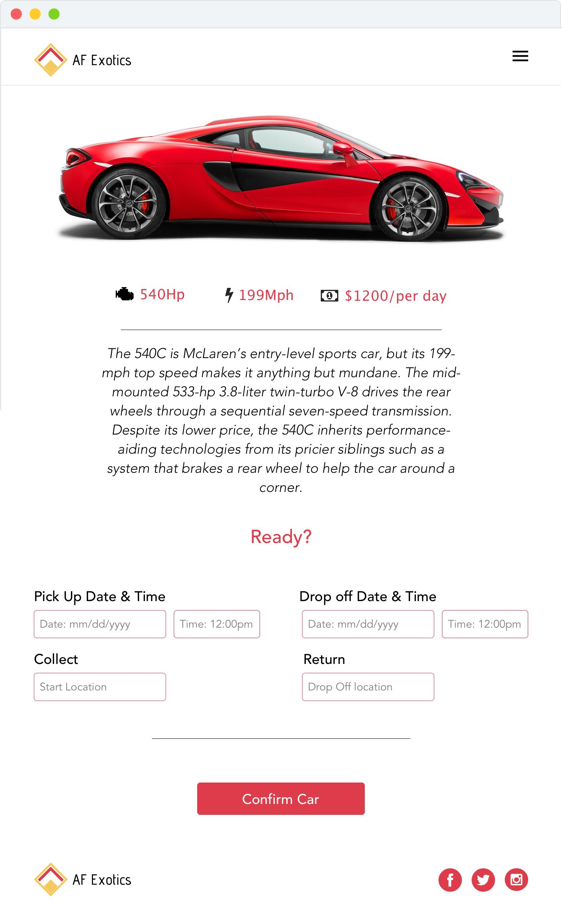 AF Exotics
540Hp 199Mph $1200/per day
The 540C is McLaren’s entry-level sports car, but its 199-
mph top speed makes it anything but mundane. The mid-
mounted 533-hp 3.8-liter twin-turbo V-8 drives the rear
wheels through a sequential seven-speed transmission.
Despite its lower price, the 540C inherits performance-
aiding technologies from its pricier siblings such as a
system that brakes a rear wheel to help the car around a
corner.
Ready?
Pick Up Date & Time Drop off Date & Time
Date: mm/dd/yyyy Time: 12:00pm Date: mm/dd/yyyy Time: 12:00pm
Collect Return
Start Location Drop Off location
Confirm Car
AF Exotics